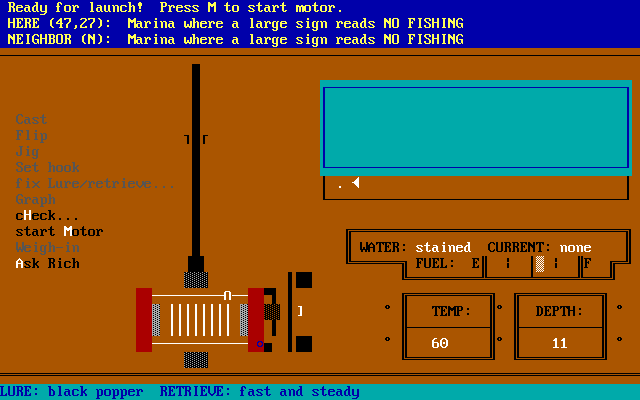 Ready for launch!  Press M to start motor.
HERE (47,27):  Marina where a large sign reads NO FISHING
NEIGHBOR (N):  Marina where a large sign reads NO FISHING
Cast
Flip
Jig
Set hook
fix Lure/retrieve...
Graph
cHeck...
start Motor
Weigh-in
Ask Rich
WATER: stained  CURRENT: none
FUEL: E F
TEMP: DEPTH:
60 11
LURE: black popper  RETRIEVE: fast and steady